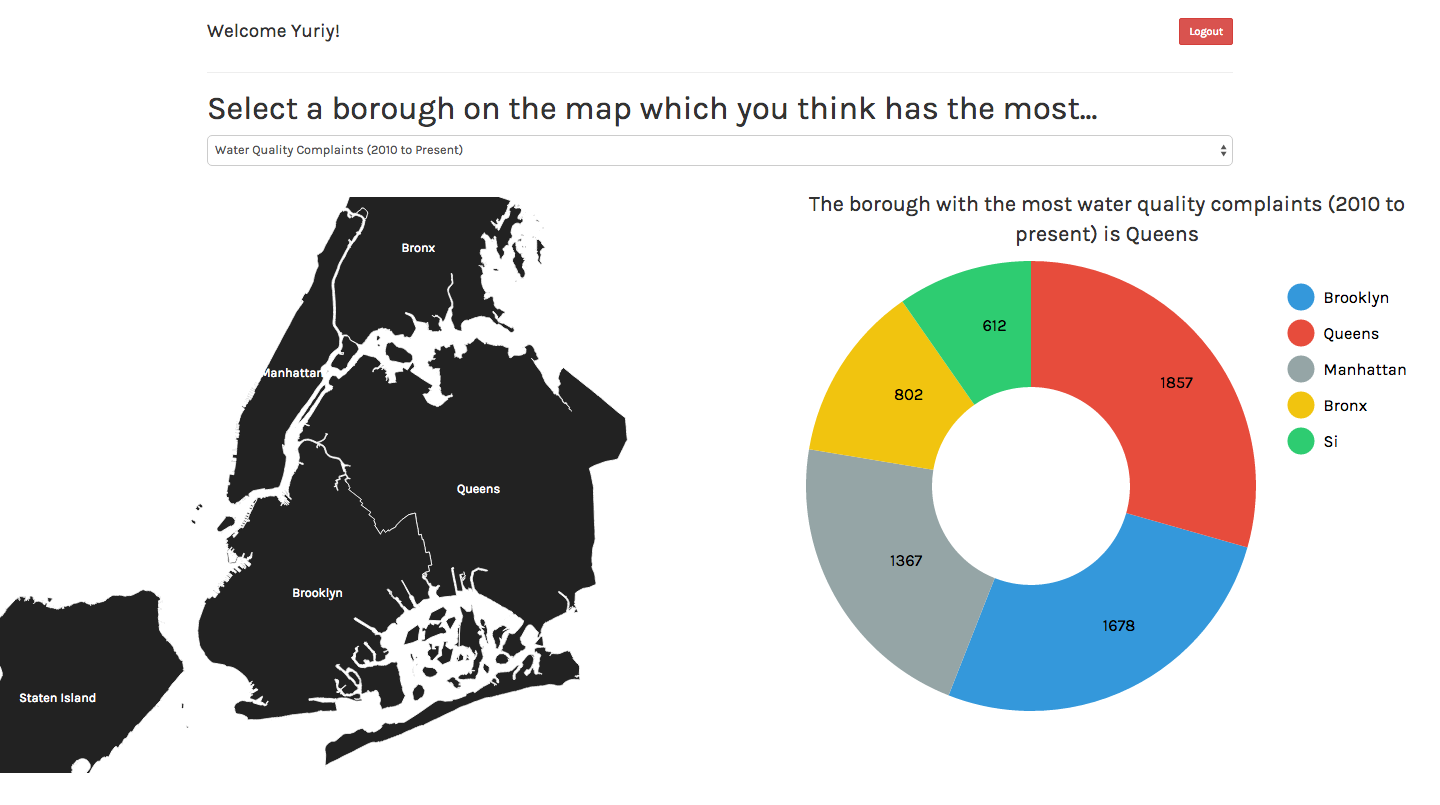 Welcome Yuriy!
Logout
Select a borough on the map which you think has the most...
Water Quality Complaints (2010 to Present)
Bronx
Manhattan
Queens
Brooklyn
Staten Island
The borough with the most water quality complaints (2010 to
present) is Queens
612
1857
802
1367
1678
Brooklyn
Queens
Manhattan
Bronx
Si